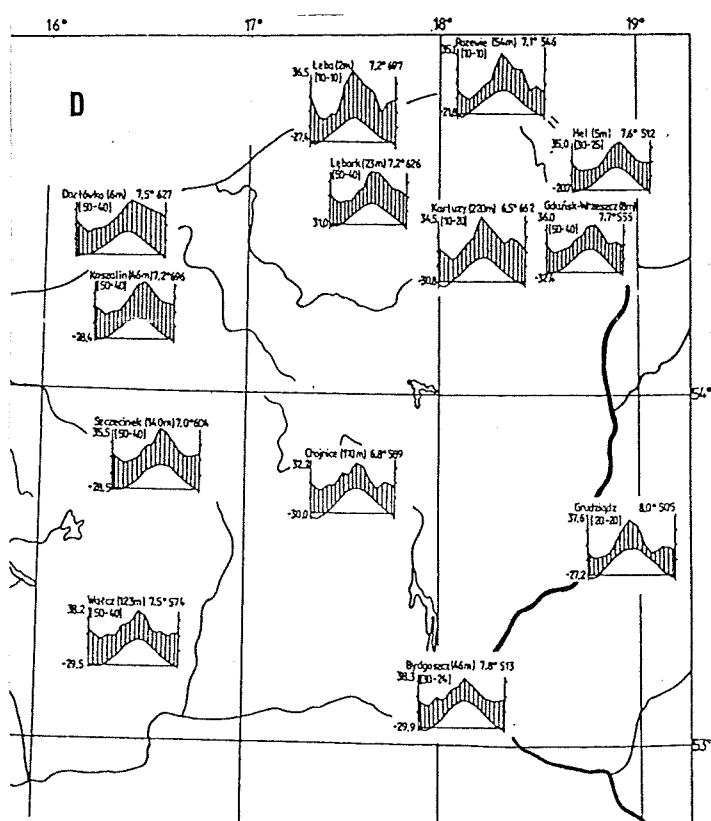 16°
17°
18°
19°
D
Łeba (2m) 7,2° 697
36,5 [10-10]
-27,4
Rozewie (54m) 7,1° 546
[10-10]
Hel (5m) 7,6° 512
35,0 [30-25]
Lębork (23m) 7,2° 626
[50-40]
Darłówko (6m) 7,5° 627
[50-40]
Kartuzy (220m) 6,5° 662
34,5 [10-20]
-30,8
Gdańsk-Wrzeszcz
36,0 [50-40] 7,7° 555
-32,4
Koszalin (46m) 7,2° 696
[50-40]
-28,4
54°
Szczecinek (140m) 7,0° 604
35,5 [50-40]
-28,5
Chojnice (170m) 6,8° 589
32,2
-30,0
Grudziądz 8,0° 505
37,6 [20-20]
-27,2
Wałcz (123m) 7,5° 574
38,2 [50-40]
-29,5
Bydgoszcz (46m) 7,8° 513
38,3 [30-24]
-29,9
53°